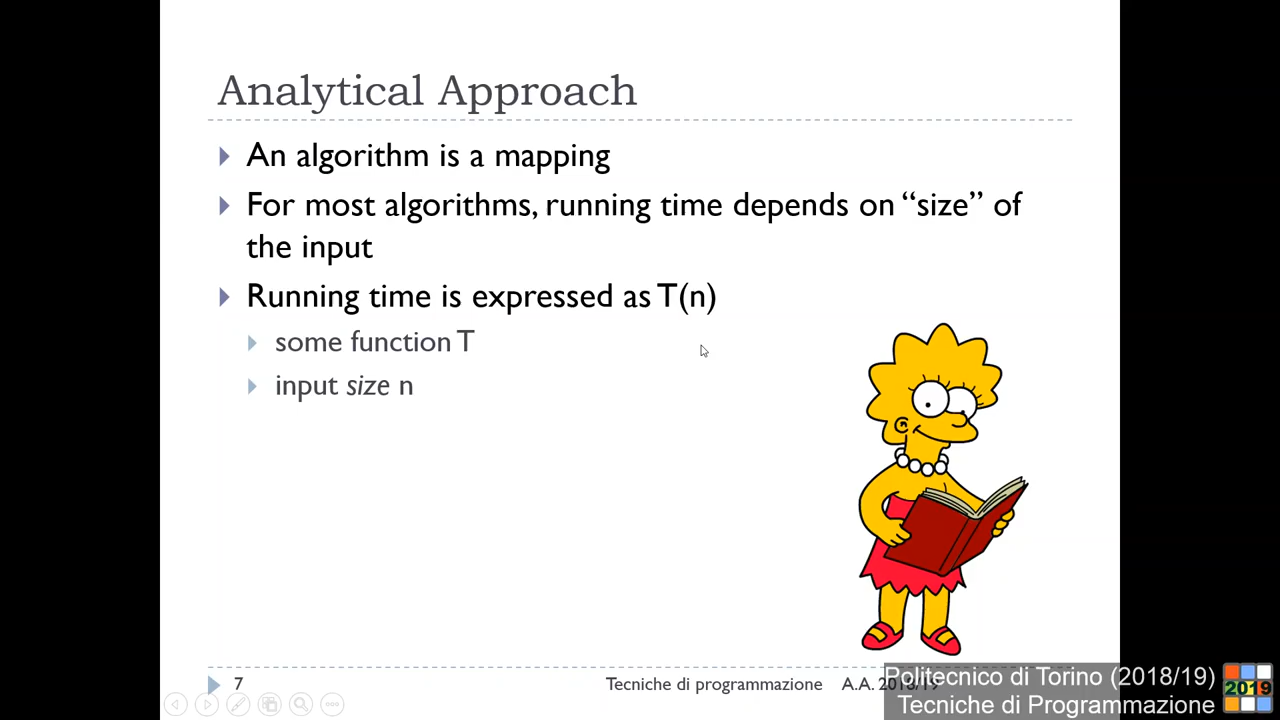 Analytical Approach
An algorithm is a mapping
For most algorithms, running time depends on “size” of
the input
Running time is expressed as T(n)
some function T
input size n
7
Tecniche di programmazione A.A. 2018/19
Politecnico di Torino (2018/19)
Tecniche di Programmazione
2019